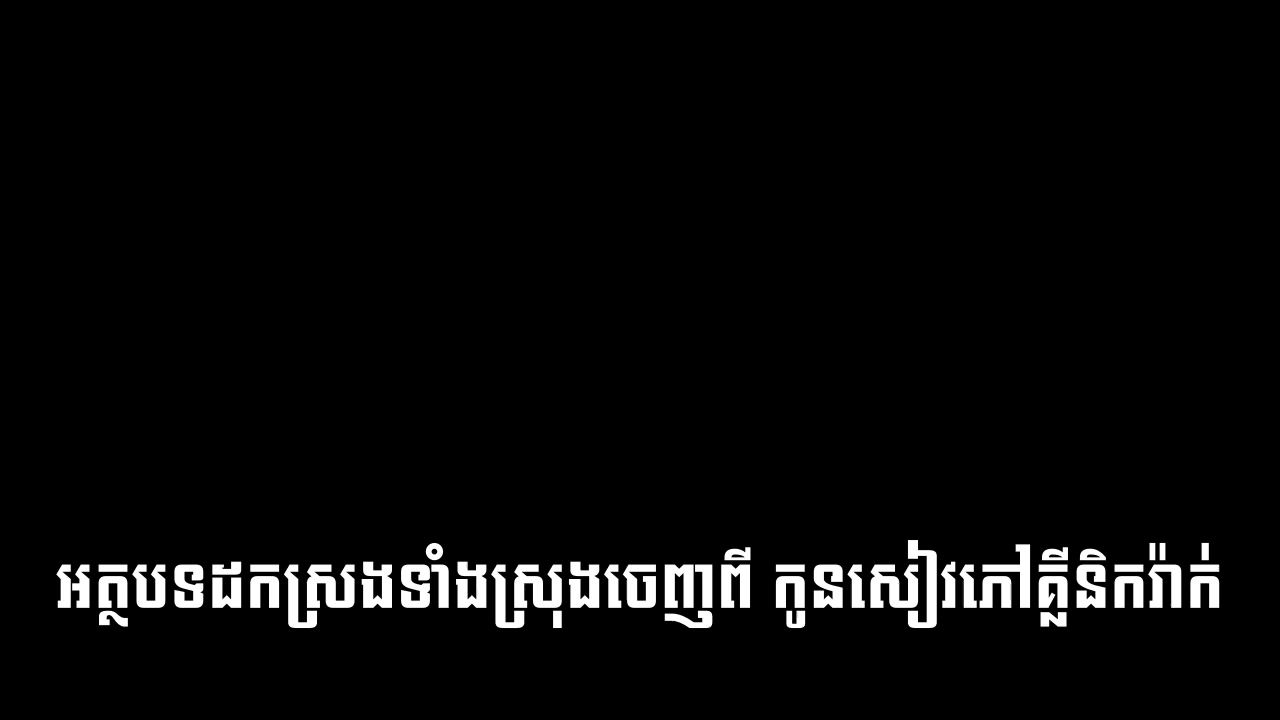 អត្ថបទដកស្រង់ទាំងស្រុងចេញពី កូនសៀវភៅគ្លីនិករ៉ាក់